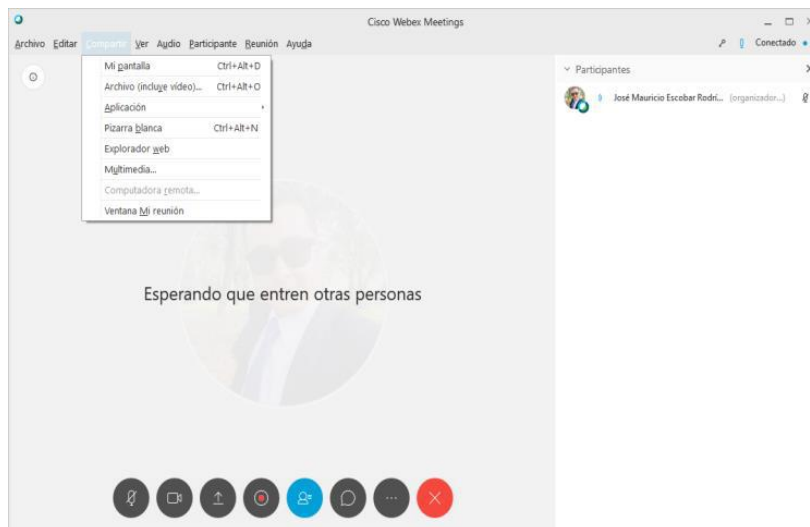 Cisco Webex Meetings
Archivo Editar Compartir Ver Audio Participante Reunión Ayuda
Conectado
Mi pantalla Ctrl+Alt+D
Archivo (incluye vídeo)... Ctrl+Alt+O
Aplicación
Pizarra blanca Ctrl+Alt+N
Explorador web
Multimedia...
Computadora remota...
Ventana Mi reunión
Participantes
José Mauricio Escobar Rodrí... (organizador...)
Esperando que entren otras personas